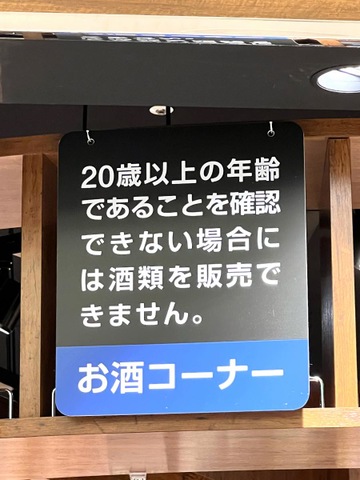 20歳以上の年齢
であることを確認
できない場合に
は酒類を販売で
きません。
お酒コーナー